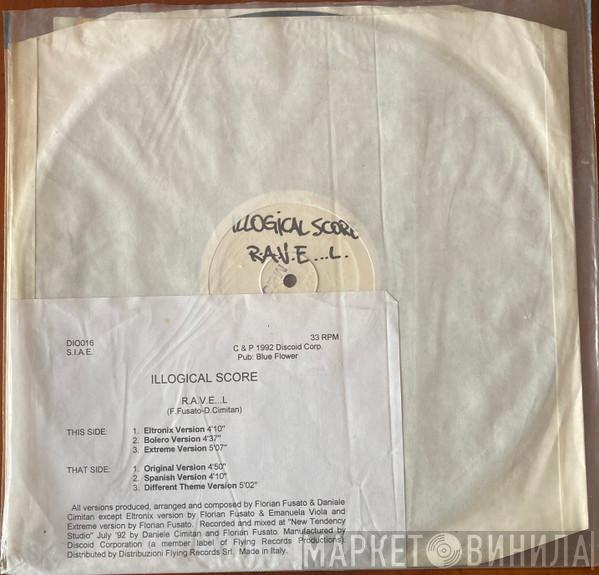 ILLOGICAL SCORE
R.A.V.E...L.
DIO016
33 RPM
S.I.A.E.
C & P 1992 Discoid Corp.
Pub: Blue Flower
ILLOGICAL SCORE
R.A.V.E...L
(F.Fusato-D.Cimitan)
THIS SIDE:
1. Eltronix Version 4'10"
2. Bolero Version 4'37"
3. Extreme Version 5'07"
THAT SIDE:
1. Original Version 4'50"
2. Spanish Version 4'10"
3. Different Theme Version 5'02"
All versions produced, arranged and composed by Florian Fusato & Daniale
Cimitan except Eltronix version by Florian Fusato & Emanuela Viola and
Extreme version by Florian Fusato. Recorded and mixed at "New Tendency
Studio" July '92 by Daniele Cimitan and Florian Fusato. Manufactured by
Discoid Corporation (a member label of Flying Records Productions).
Distributed by Distribuzioni Flying Records Srl. Made in Italy.
МАРКЕТ ВИНИЛА